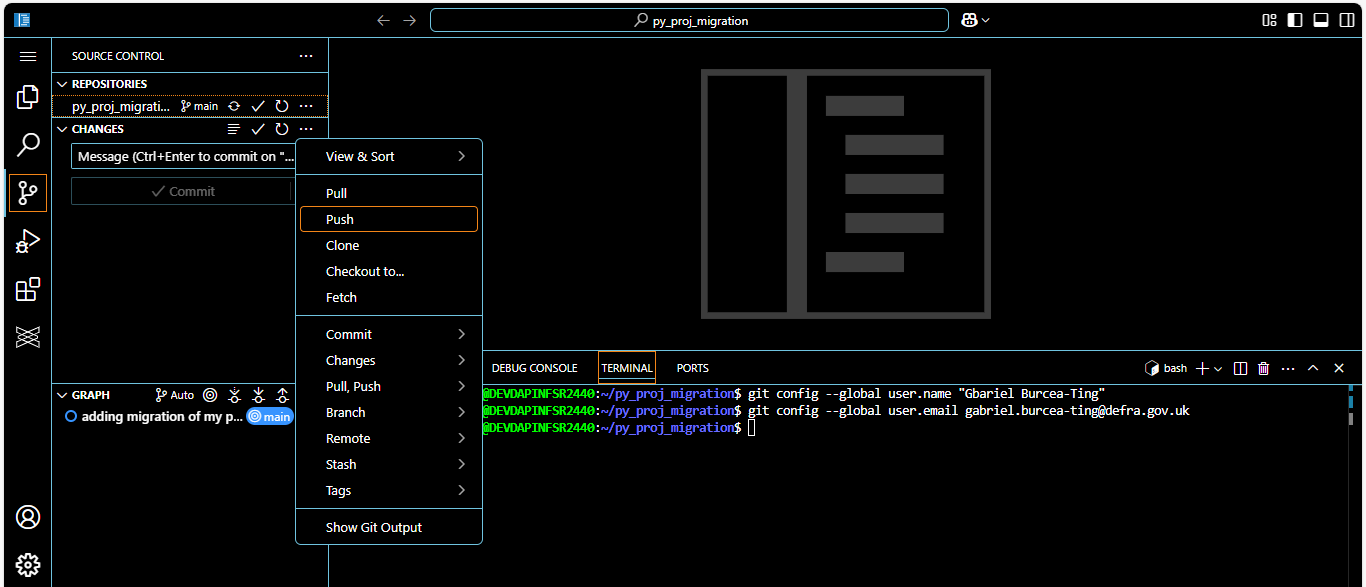 py_proj_migration
SOURCE CONTROL
REPOSITORIES
py_proj_migrati... main
CHANGES
Message (Ctrl+Enter to commit on "...
Commit
View & Sort
Pull
Push
Clone
Checkout to...
Fetch
Commit
Changes
Pull, Push
Branch
Remote
Stash
Tags
Show Git Output
GRAPH Auto
adding migration of my p... main
DEBUG CONSOLE TERMINAL PORTS bash
@DEVDAPINFSR2440:~/py_proj_migration$ git config --global user.name "Gbariel Burcea-Ting"
@DEVDAPINFSR2440:~/py_proj_migration$ git config --global user.email gabriel.burcea-ting@defra.gov.uk
@DEVDAPINFSR2440:~/py_proj_migration$